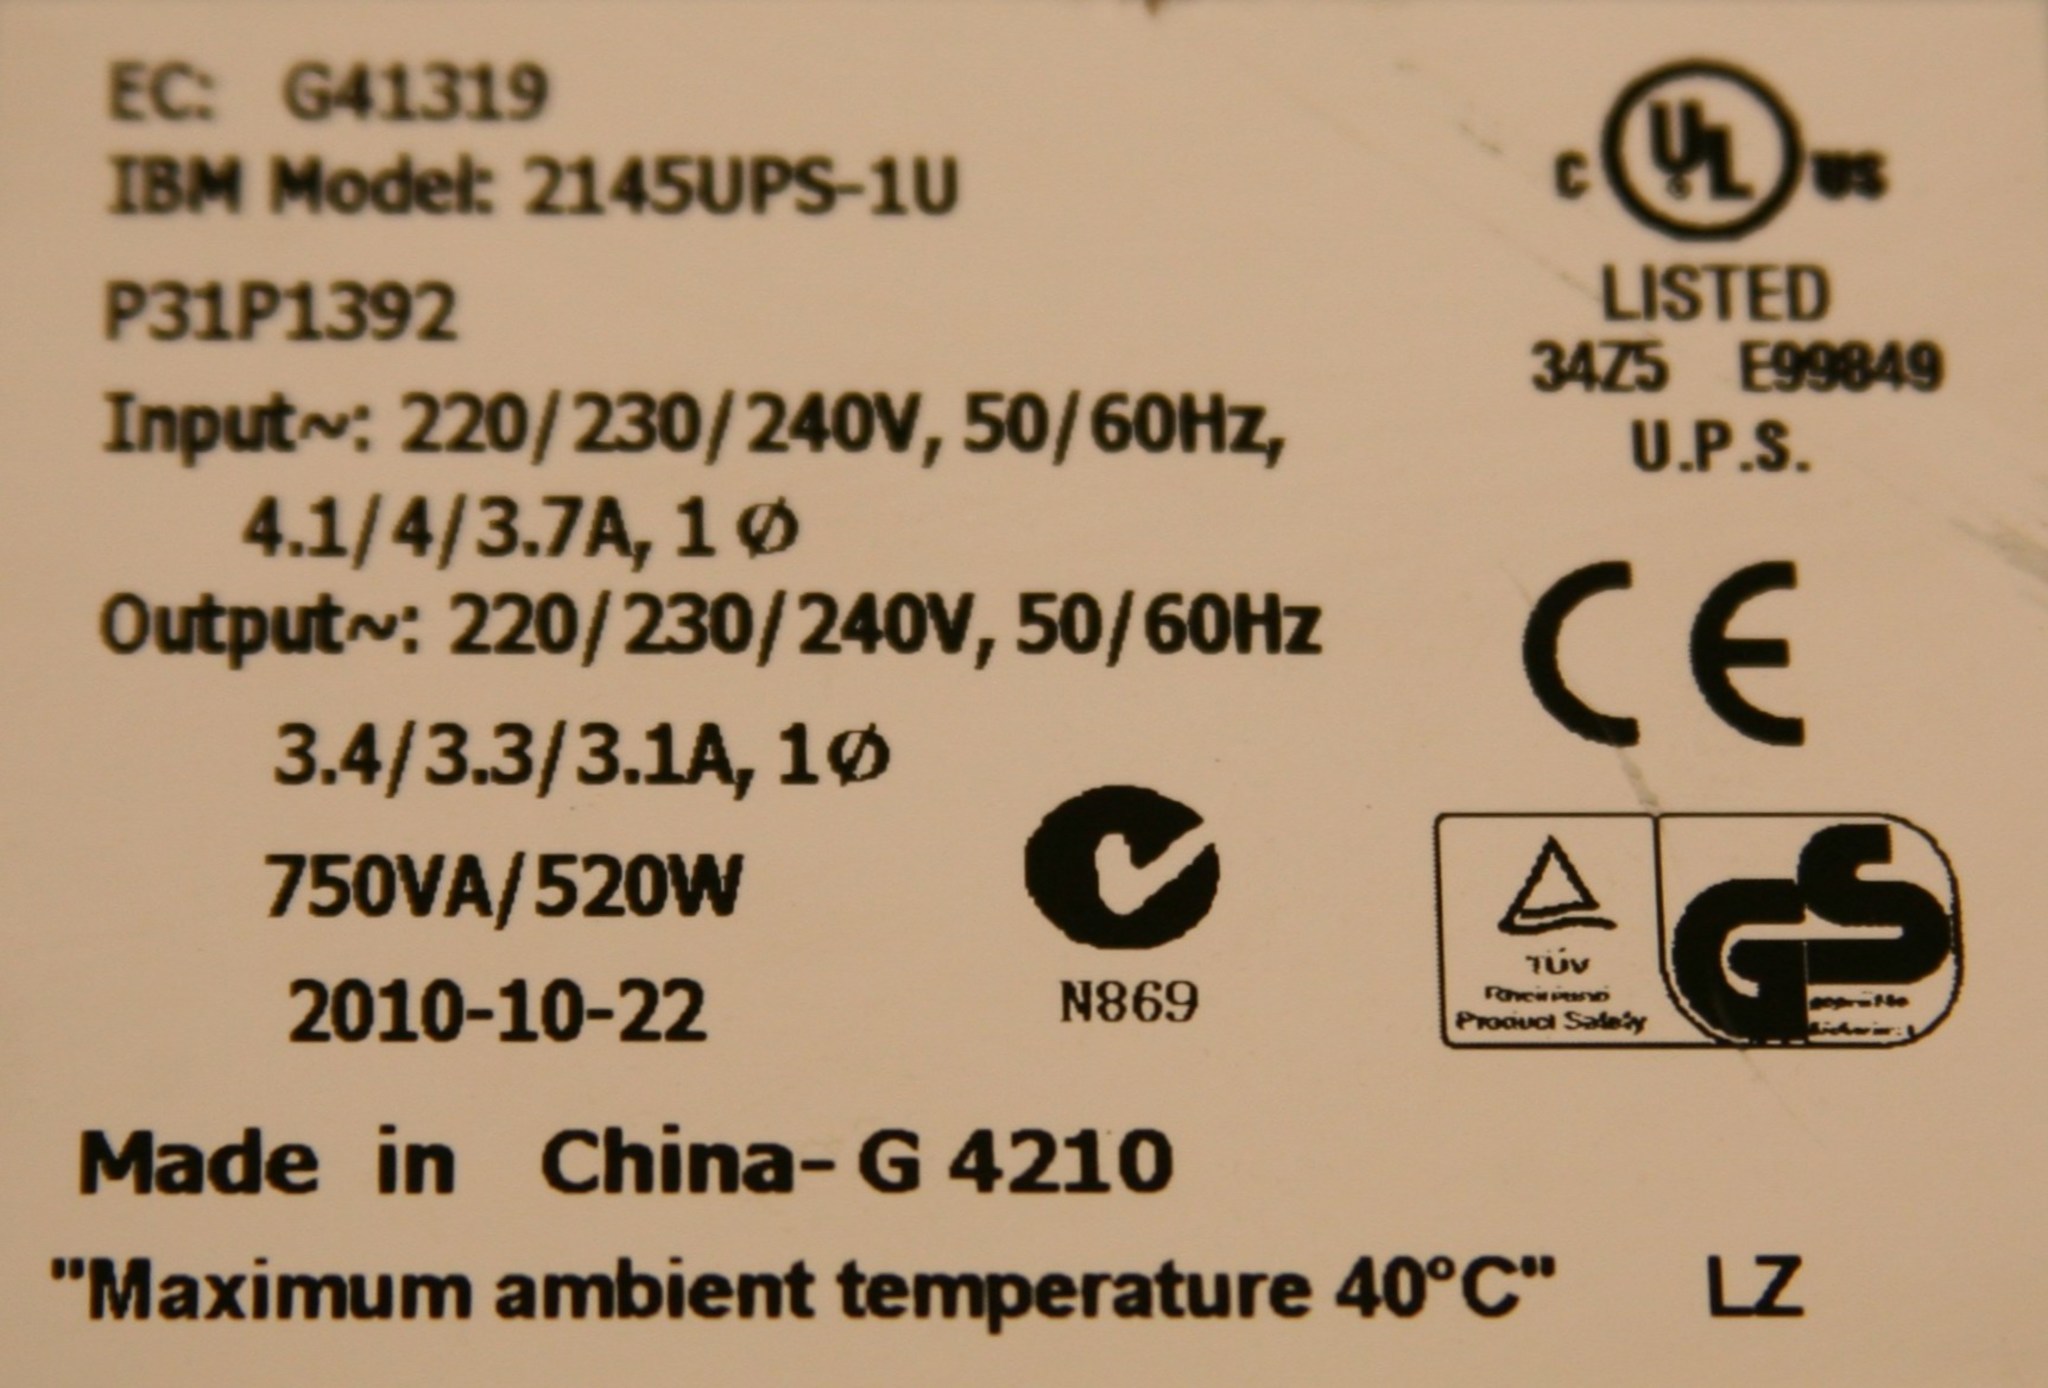 EC: G41319
IBM Model: 2145UPS-1U
P31P1392
Input~: 220/230/240V, 50/60Hz,
4.1/4/3.7A, 1 Ø
Output~: 220/230/240V, 50/60Hz
3.4/3.3/3.1A, 1Ø
750VA/520W
2010-10-22
Made in China- G 4210
"Maximum ambient temperature 40°C" LZ
C UL US
LISTED
34Z5 E99849
U.P.S.
CE
N869
TÜV
Rheinland
Product Safety
GS